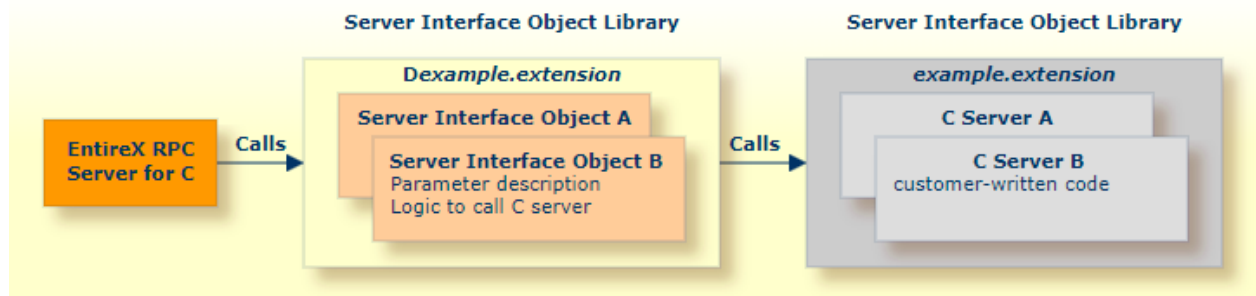 Server Interface Object Library
Server Interface Object Library
Dexample.extension
example.extension
Server Interface Object A
C Server A
EntireX RPC
Server for C
Calls
Calls
Server Interface Object B
Parameter description
Logic to call C server
C Server B
customer-written code